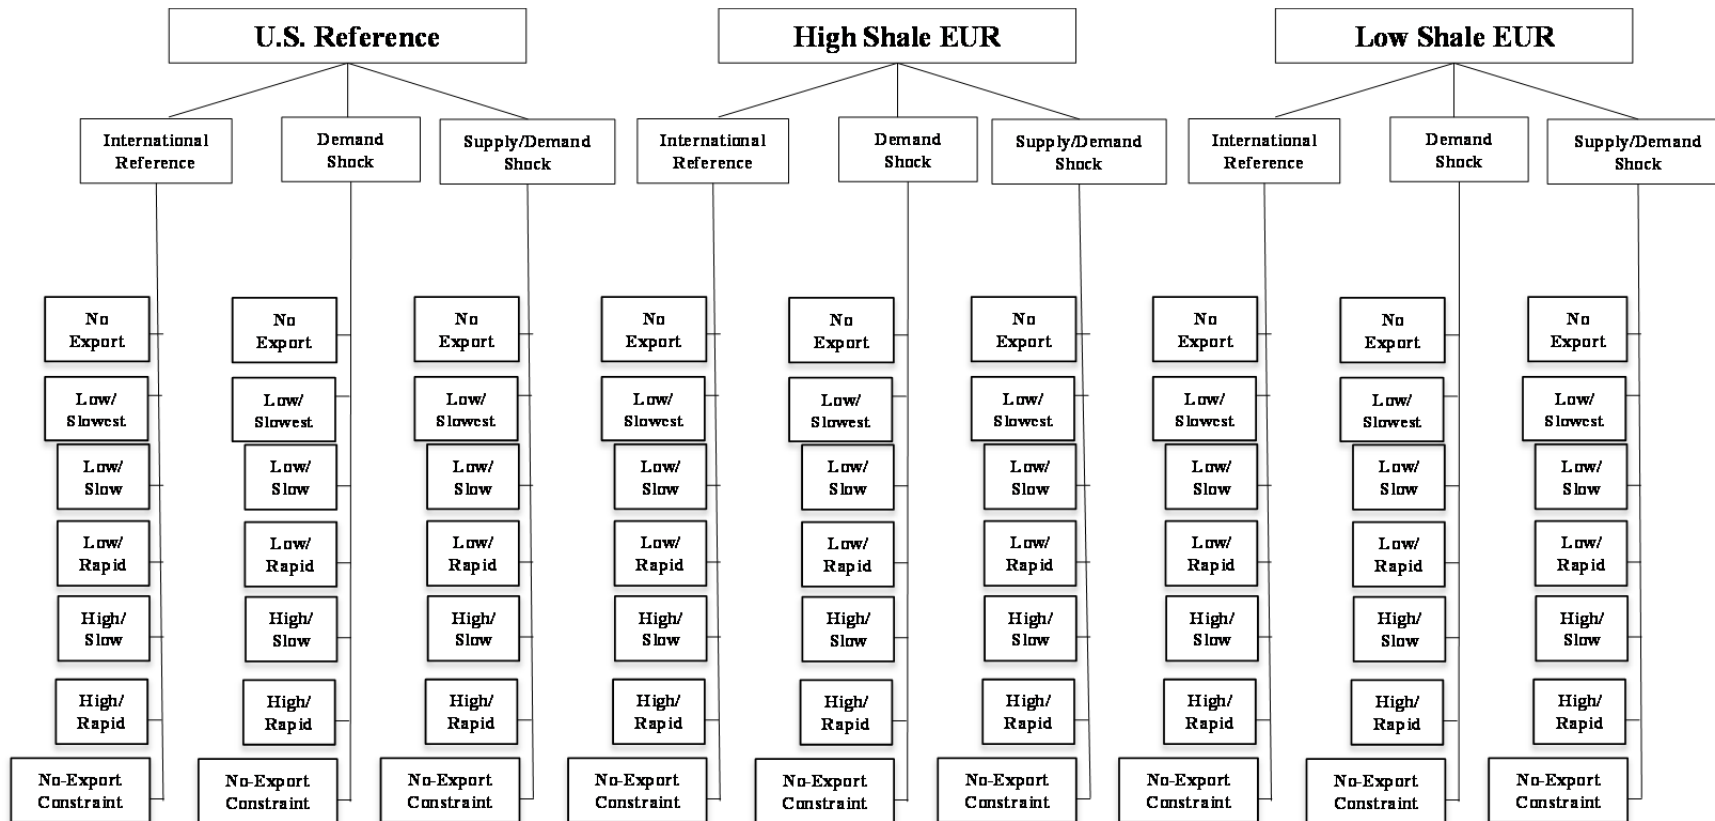 U.S. Reference
High Shale EUR
Low Shale EUR
International
Reference
Demand
Shock
Supply/Demand
Shock
International
Reference
Demand
Shock
Supply/Demand
Shock
International
Reference
Demand
Shock
Supply/Demand
Shock
No
Export
No
Export
No
Export
No
Export
No
Export
No
Export
No
Export
No
Export
No
Export
Low/
Slowest
Low/
Slowest
Low/
Slowest
Low/
Slowest
Low/
Slowest
Low/
Slowest
Low/
Slowest
Low/
Slowest
Low/
Slowest
Low/
Slow
Low/
Slow
Low/
Slow
Low/
Slow
Low/
Slow
Low/
Slow
Low/
Slow
Low/
Slow
Low/
Slow
Low/
Rapid
Low/
Rapid
Low/
Rapid
Low/
Rapid
Low/
Rapid
Low/
Rapid
Low/
Rapid
Low/
Rapid
Low/
Rapid
High/
Slow
High/
Slow
High/
Slow
High/
Slow
High/
Slow
High/
Slow
High/
Slow
High/
Slow
High/
Slow
High/
Rapid
High/
Rapid
High/
Rapid
High/
Rapid
High/
Rapid
High/
Rapid
High/
Rapid
High/
Rapid
High/
Rapid
No-Export
Constraint
No-Export
Constraint
No-Export
Constraint
No-Export
Constraint
No-Export
Constraint
No-Export
Constraint
No-Export
Constraint
No-Export
Constraint
No-Export
Constraint